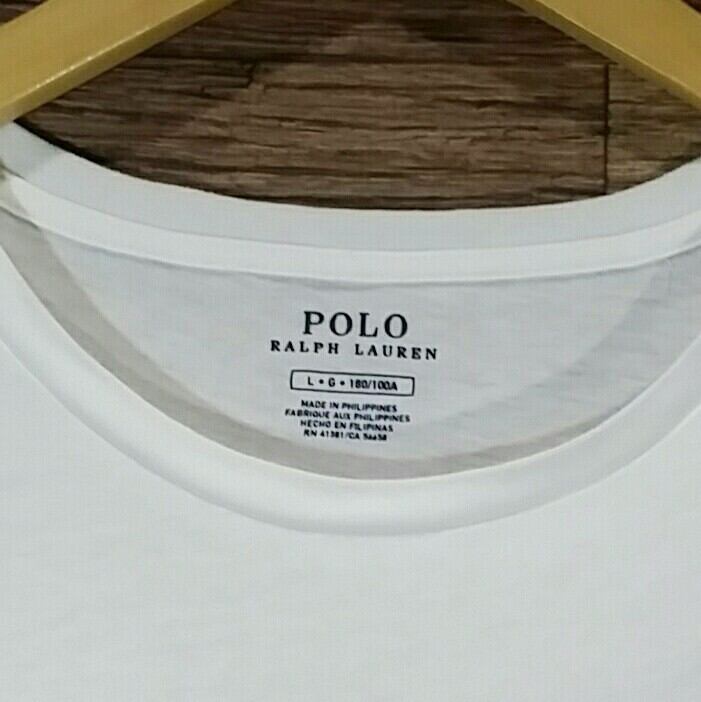 POLO
RALPH LAUREN
L • G • 180/100A
MADE IN PHILIPPINES
FABRIQUE AUX PHILIPPINES
HECHO EN FILIPINAS
RN 41381/CA 56658